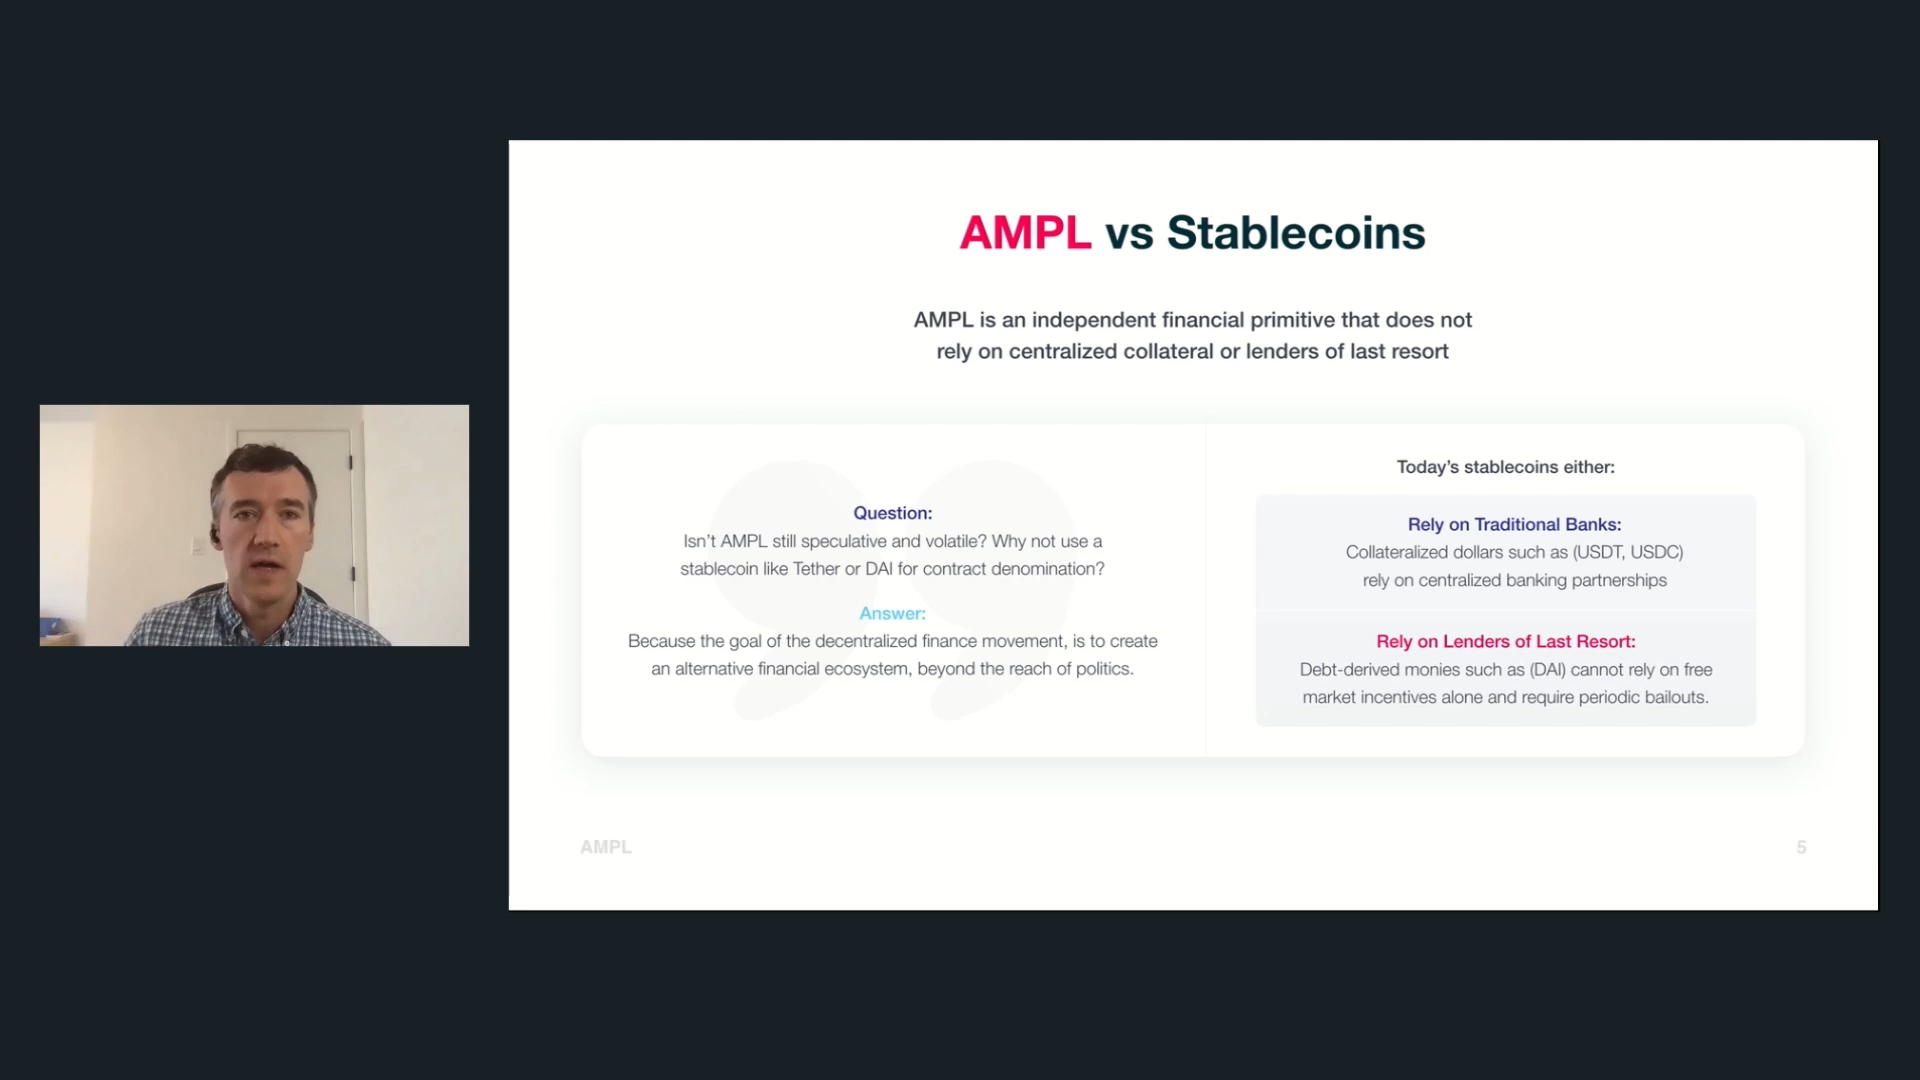 AMPL vs Stablecoins
AMPL is an independent financial primitive that does not
rely on centralized collateral or lenders of last resort
Question:
Isn’t AMPL still speculative and volatile? Why not use a
stablecoin like Tether or DAI for contract denomination?
Answer:
Because the goal of the decentralized finance movement, is to create
an alternative financial ecosystem, beyond the reach of politics.
Today’s stablecoins either:
Rely on Traditional Banks:
Collateralized dollars such as (USDT, USDC)
rely on centralized banking partnerships
Rely on Lenders of Last Resort:
Debt-derived monies such as (DAI) cannot rely on free
market incentives alone and require periodic bailouts.
AMPL
5